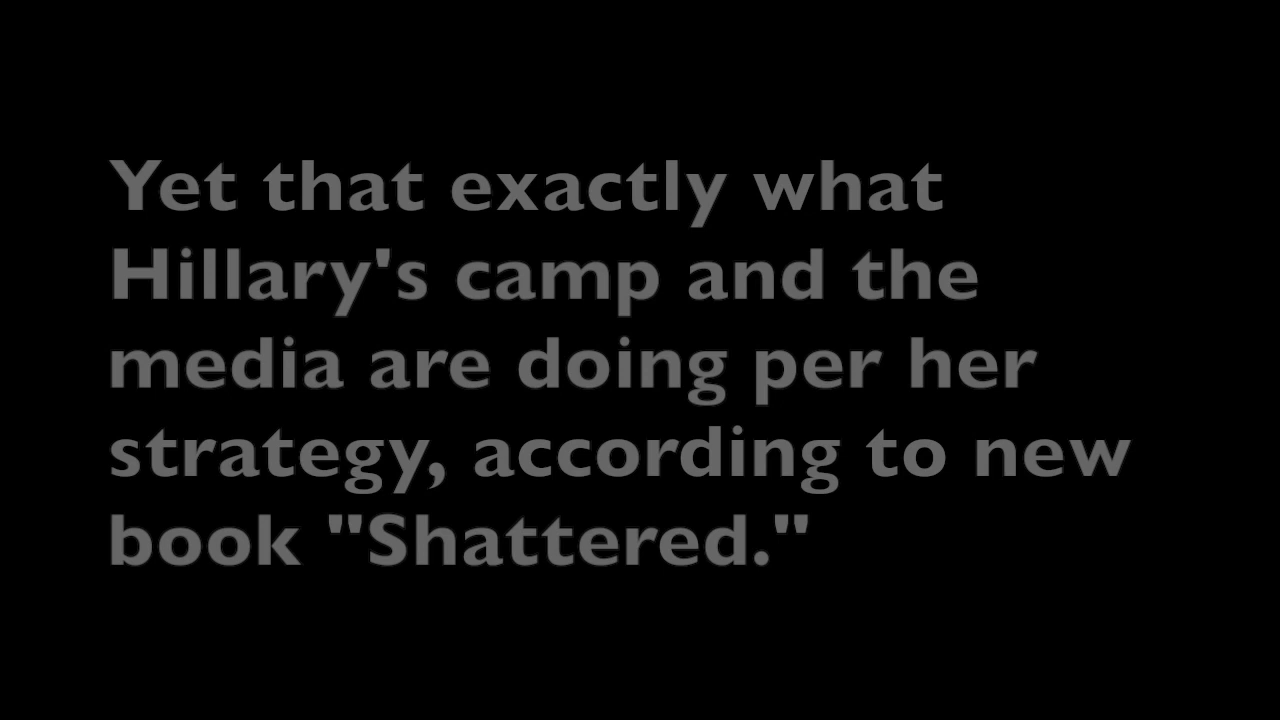 Yet that exactly what
Hillary's camp and the
media are doing per her
strategy, according to new
book "Shattered."